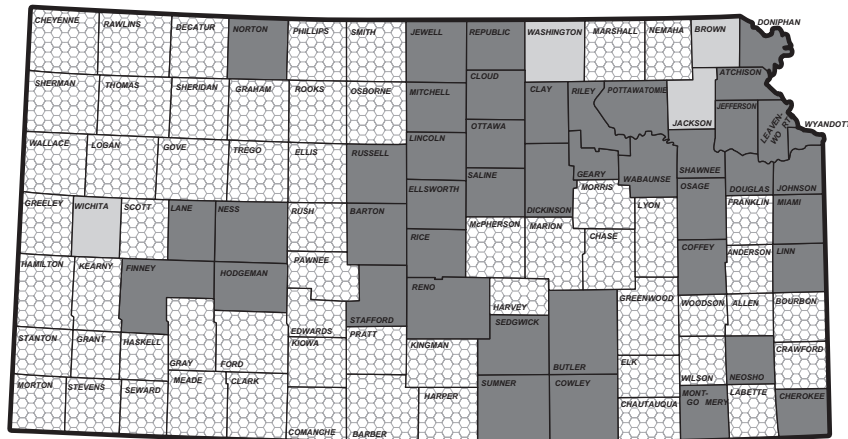 CHEYENNE
RAWLINS
DECATUR
NORTON
PHILLIPS
SMITH
JEWELL
REPUBLIC
WASHINGTON
MARSHALL
NEMAHA
BROWN
DONIPHAN
SHERMAN
THOMAS
SHERIDAN
GRAHAM
ROOKS
OSBORNE
MITCHELL
CLOUD
CLAY
RILEY
POTTAWATOMIE
JACKSON
ATCHISON
JEFFERSON
LEAVEN-
WORT
WYANDOTT
WALLACE
LOGAN
GOVE
TREGO
ELLIS
RUSSELL
LINCOLN
OTTAWA
SALINE
ELLSWORTH
DICKINSON
GEARY
MORRIS
WABAUNSE
SHAWNEE
OSAGE
DOUGLAS
JOHNSON
GREELEY
WICHITA
SCOTT
LANE
NESS
RUSH
BARTON
RICE
McPHERSON
MARION
CHASE
LYON
COFFEY
FRANKLIN
MIAMI
ANDERSON
LINN
HAMILTON
KEARNY
FINNEY
HODGEMAN
PAWNEE
EDWARDS
STAFFORD
RENO
HARVEY
SEDGWICK
BUTLER
GREENWOOD
WOODSON
ALLEN
BOURBON
STANTON
GRANT
HASKELL
GRAY
FORD
KIOWA
PRATT
KINGMAN
ELK
WILSON
NEOSHO
CRAWFORD
MORTON
STEVENS
SEWARD
MEADE
CLARK
COMANCHE
BARBER
HARPER
SUMNER
COWLEY
CHAUTAUQUA
MONT-
GO MERY
LABETTE
CHEROKEE